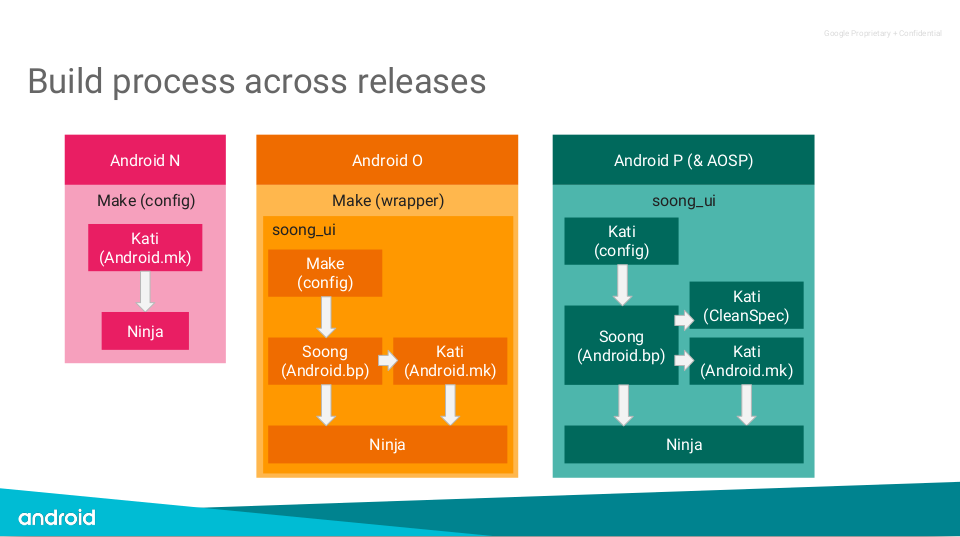 Google Proprietary + Confidential
Build process across releases
Android N
Make (config)
Kati
(Android.mk)
Ninja
Android O
Make (wrapper)
soong_ui
Make
(config)
Soong
(Android.bp)
Kati
(Android.mk)
Ninja
Android P (& AOSP)
soong_ui
Kati
(config)
Soong
(Android.bp)
Kati
(CleanSpec)
Kati
(Android.mk)
Ninja
android